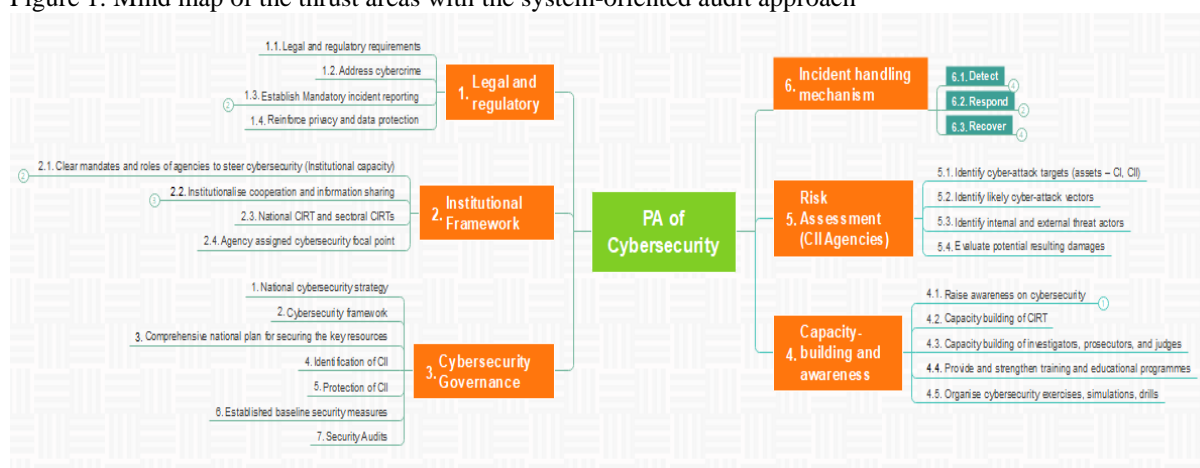 Figure 1: Mind map of the thrust areas with the system-oriented audit approach
1.1. Legal and regulatory requirements
1.2. Address cybercrime
1.3. Establish Mandatory incident reporting
2
1.4. Reinforce privacy and data protection
1. Legal and
regulatory
2.1. Clear mandates and roles of agencies to steer cybersecurity (Institutional capacity)
2
2.2. Institutionalise cooperation and information sharing
2.3. National CIRT and sectoral CIRTs
2.4. Agency assigned cybersecurity focal point
2. Institutional
Framework
1. National cybersecurity strategy
2. Cybersecurity framework
3. Comprehensive national plan for securing the key resources
4. Identification of CII
5. Protection of CII
6. Established baseline security measures
7. Security Audits
3. Cybersecurity
Governance
PA of
Cybersecurity
6. Incident handling
mechanism
6.1. Detect
4
6.2. Respond
2
6.3. Recover
4
Risk
5. Assessment
(CII Agencies)
5.1. Identify cyber-attack targets (assets – CI, CII)
5.2. Identify likely cyber-attack vectors
5.3. Identify internal and external threat actors
5.4. Evaluate potential resulting damages
Capacity-
4. building and
awareness
4.1. Raise awareness on cybersecurity
1
4.2. Capacity building of CIRT
4.3. Capacity building of investigators, prosecutors, and judges
4.4. Provide and strengthen training and educational programmes
4.5. Organise cybersecurity exercises, simulations, drills